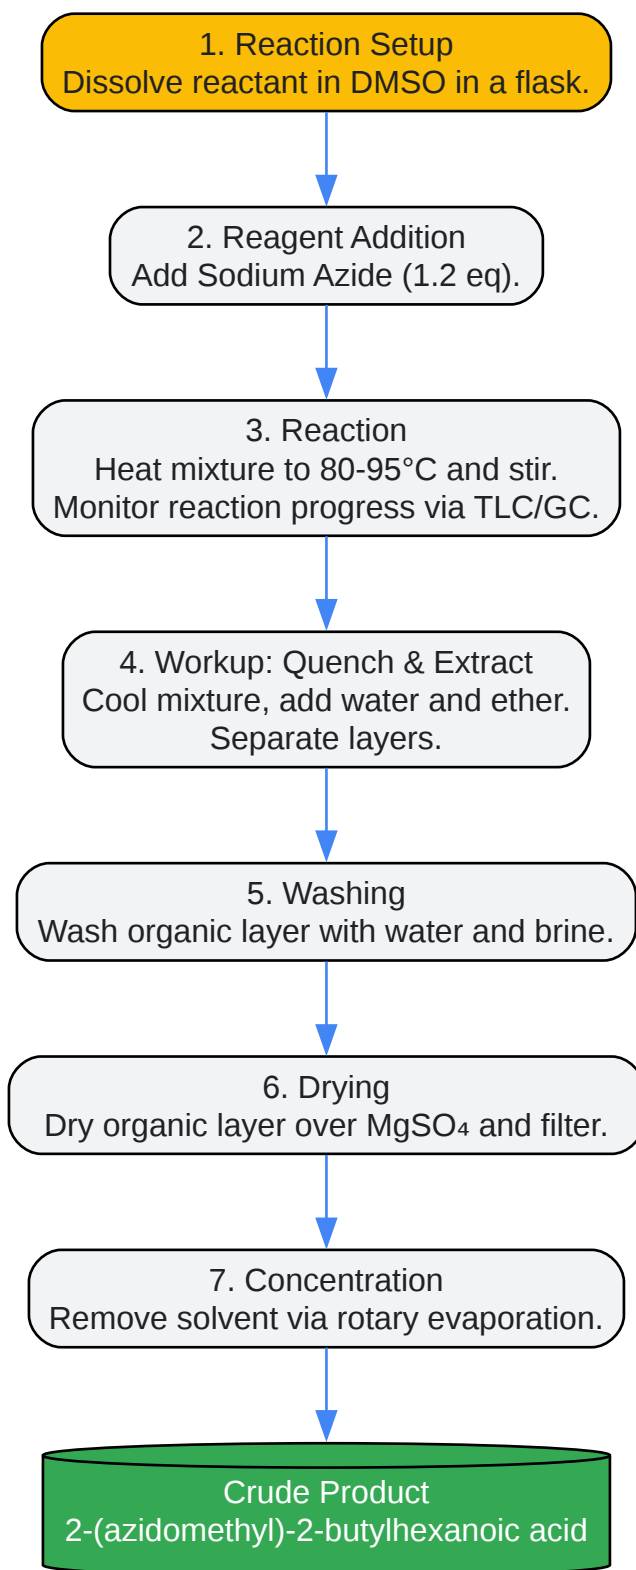 1. Reaction Setup
Dissolve reactant in DMSO in a flask.
2. Reagent Addition
Add Sodium Azide (1.2 eq).
3. Reaction
Heat mixture to 80-95°C and stir.
Monitor reaction progress via TLC/GC.
4. Workup: Quench & Extract
Cool mixture, add water and ether.
Separate layers.
5. Washing
Wash organic layer with water and brine.
6. Drying
Dry organic layer over MgSO₄ and filter.
7. Concentration
Remove solvent via rotary evaporation.
Crude Product
2-(azidomethyl)-2-butylhexanoic acid